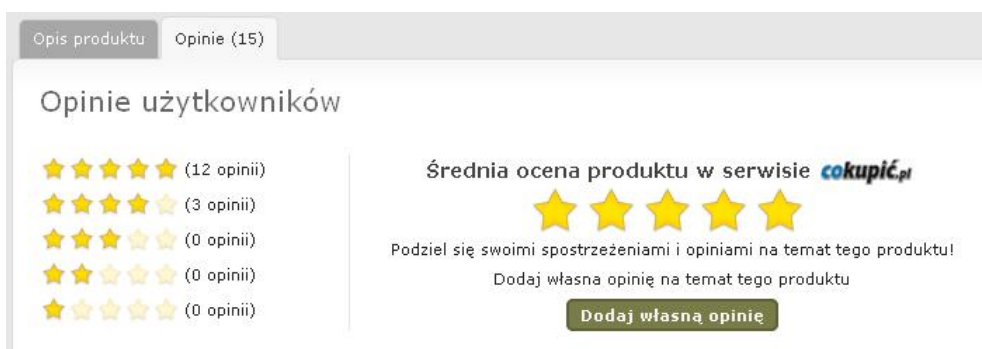 Opis produktu
Opinie (15)
Opinie użytkowników
(12 opinii)
(3 opinii)
(0 opinii)
(0 opinii)
(0 opinii)
Średnia ocena produktu w serwisie cokupić.pl
Podziel się swoimi spostrzeżeniami i opiniami na temat tego produktu!
Dodaj własna opinię na temat tego produktu
Dodaj własną opinię